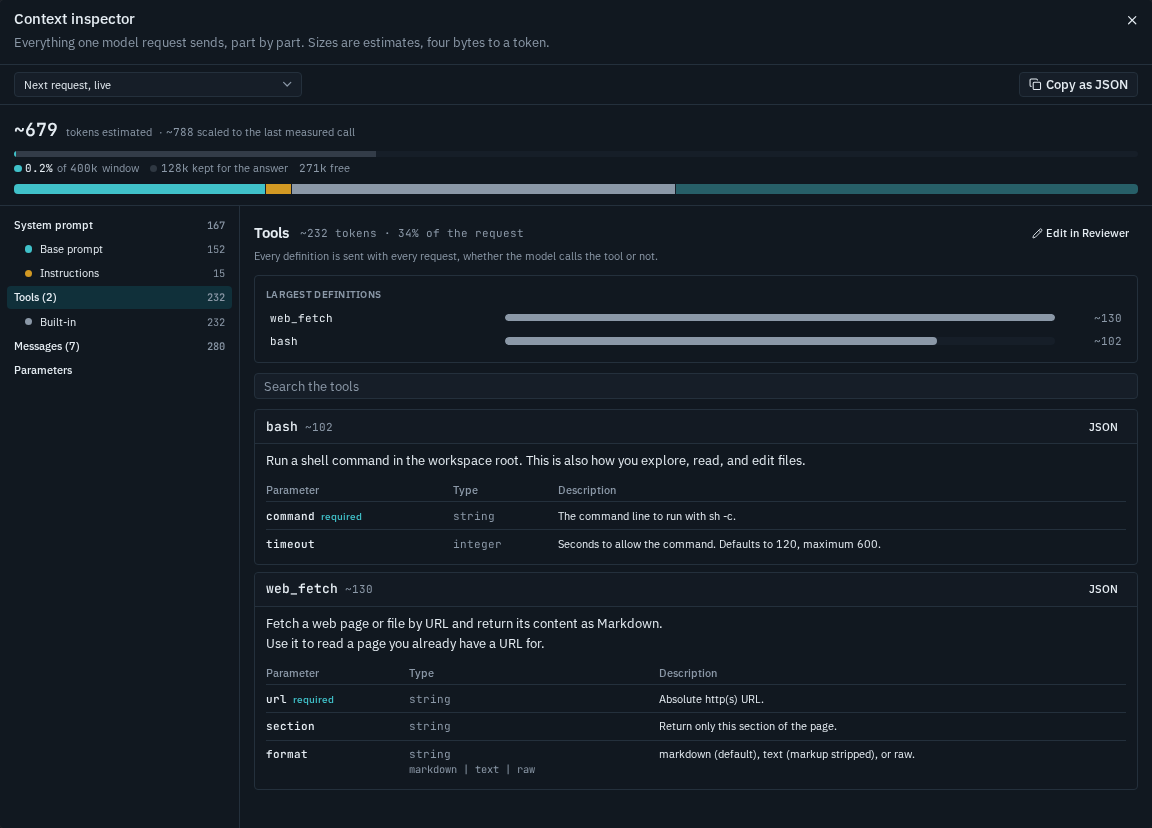 Context inspector
Everything one model request sends, part by part. Sizes are estimates, four bytes to a token.
Next request, live
Copy as JSON
~679 tokens estimated · ~788 scaled to the last measured call
0.2% of 400k window 128k kept for the answer 271k free
System prompt 167
Base prompt 152
Instructions 15
Tools (2) 232
Built-in 232
Messages (7) 280
Parameters
Tools ~232 tokens · 34% of the request
Edit in Reviewer
Every definition is sent with every request, whether the model calls the tool or not.
LARGEST DEFINITIONS
web_fetch ~130
bash ~102
Search the tools
bash ~102 JSON
Run a shell command in the workspace root. This is also how you explore, read, and edit files.
Parameter Type Description
command required string The command line to run with sh -c.
timeout integer Seconds to allow the command. Defaults to 120, maximum 600.
web_fetch ~130 JSON
Fetch a web page or file by URL and return its content as Markdown.
Use it to read a page you already have a URL for.
Parameter Type Description
url required string Absolute http(s) URL.
section string Return only this section of the page.
format string markdown (default), text (markup stripped), or raw.
markdown | text | raw